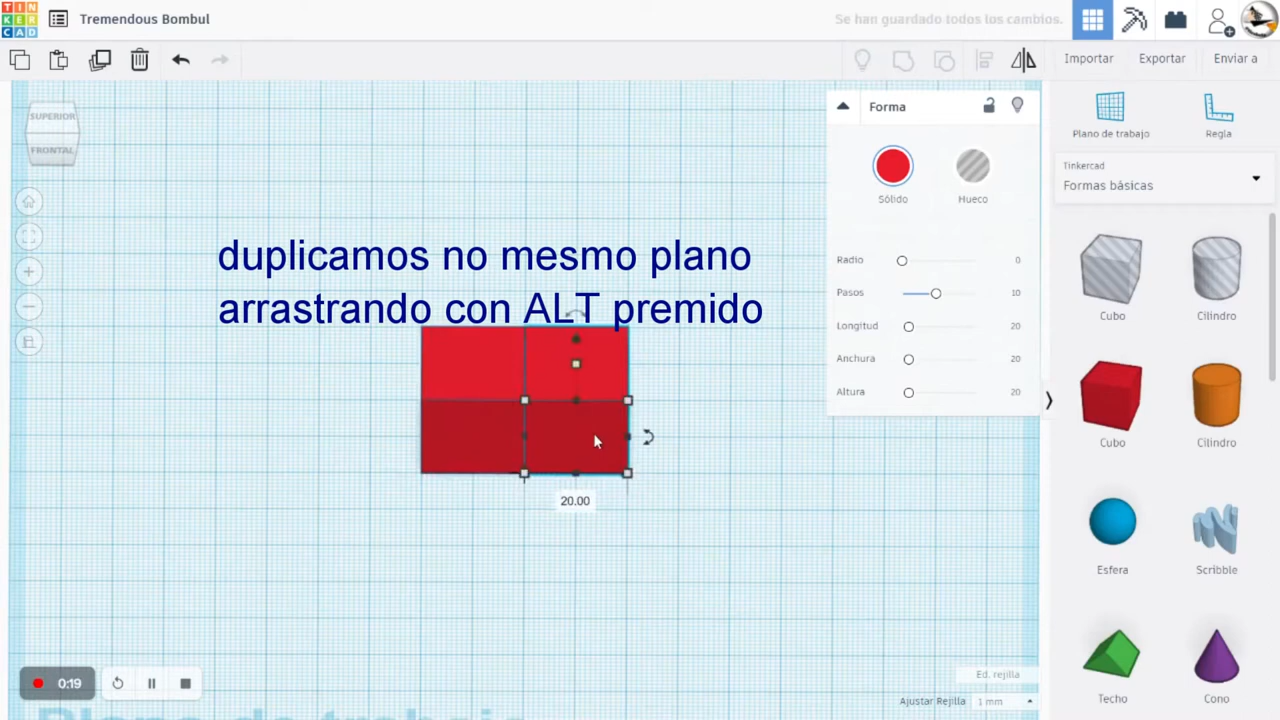 TIN
KER
CAD
Tremendous Bombul
Se han guardado todos los cambios.
Importar
Exportar
Enviar a
SUPERIOR
FRONTAL
Forma
Sólido
Hueco
Radio 0
Pasos 10
Longitud 20
Anchura 20
Altura 20
Plano de trabajo
Regla
Tinkercad
Formas básicas
Cubo
Cilindro
Cubo
Cilindro
Esfera
Scribble
Techo
Cono
duplicamos no mesmo plano
arrastrando con ALT premido
20.00
0:19
Ed. rejilla
Ajustar Rejilla 1 mm
Plano de trabajo